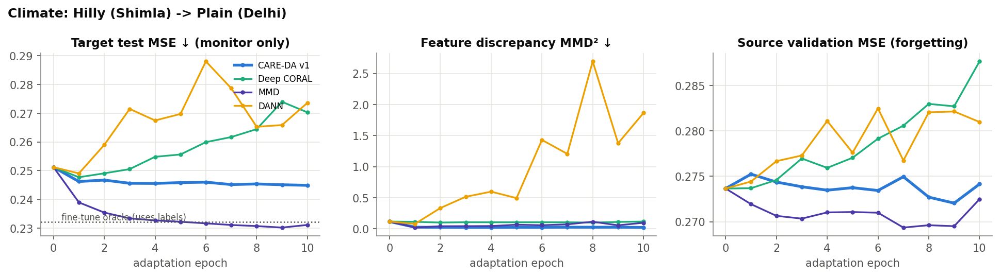 Climate: Hilly (Shimla) -> Plain (Delhi)
Target test MSE ↓ (monitor only)
0.29
0.28
0.27
0.26
0.25
0.24
0.23
CARE-DA v1
Deep CORAL
MMD
DANN
fine-tune oracle (uses labels)
0 2 4 6 8 10
adaptation epoch
Feature discrepancy MMD² ↓
2.5
2.0
1.5
1.0
0.5
0.0
0 2 4 6 8 10
adaptation epoch
Source validation MSE (forgetting)
0.285
0.280
0.275
0.270
0 2 4 6 8 10
adaptation epoch